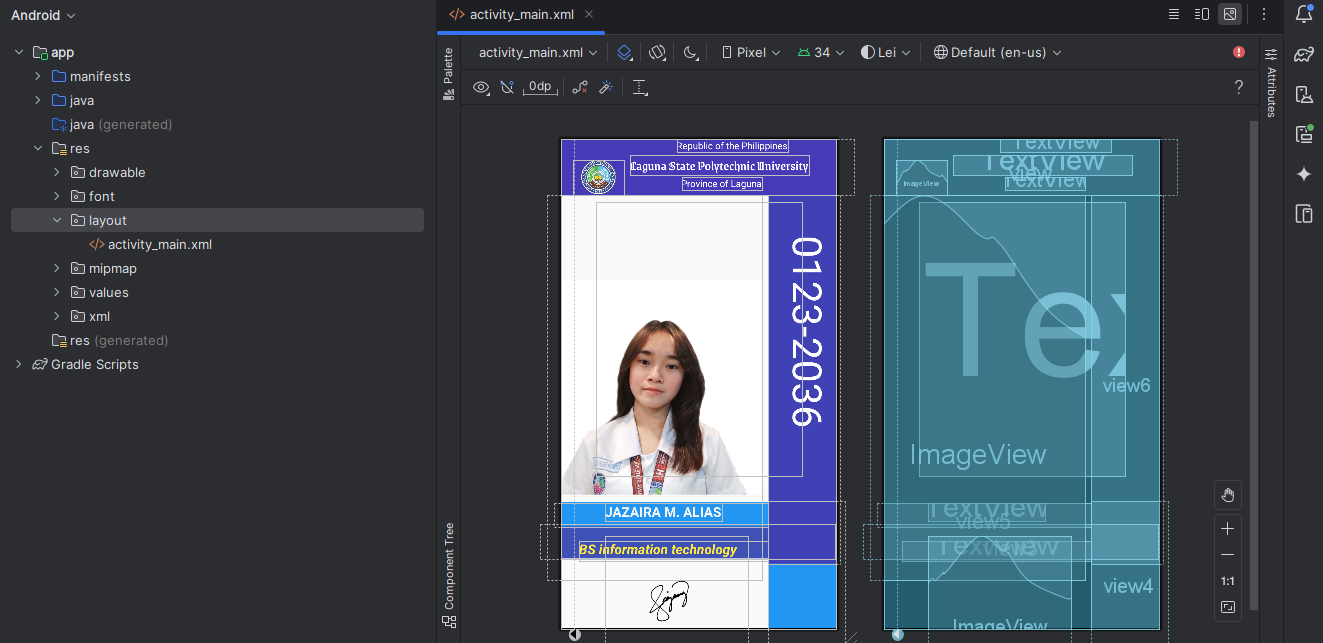 Android
activity_main.xml
app
manifests
java
java (generated)
res
drawable
font
layout
activity_main.xml
mipmap
values
xml
res (generated)
Gradle Scripts
Palette
activity_main.xml
Pixel
34
Lei
Default (en-us)
0dp
?
Attributes
Republic of the Philippines
Laguna State Polytechnic University
Province of Laguna
0123-2036
JAZAIRA M. ALIAS
BS information technology
TextView
TextView
View
TextView
ImageView
Tex
view6
ImageView
TextView
view5
TextView
view3
view4
ImageView
Component Tree
1:1